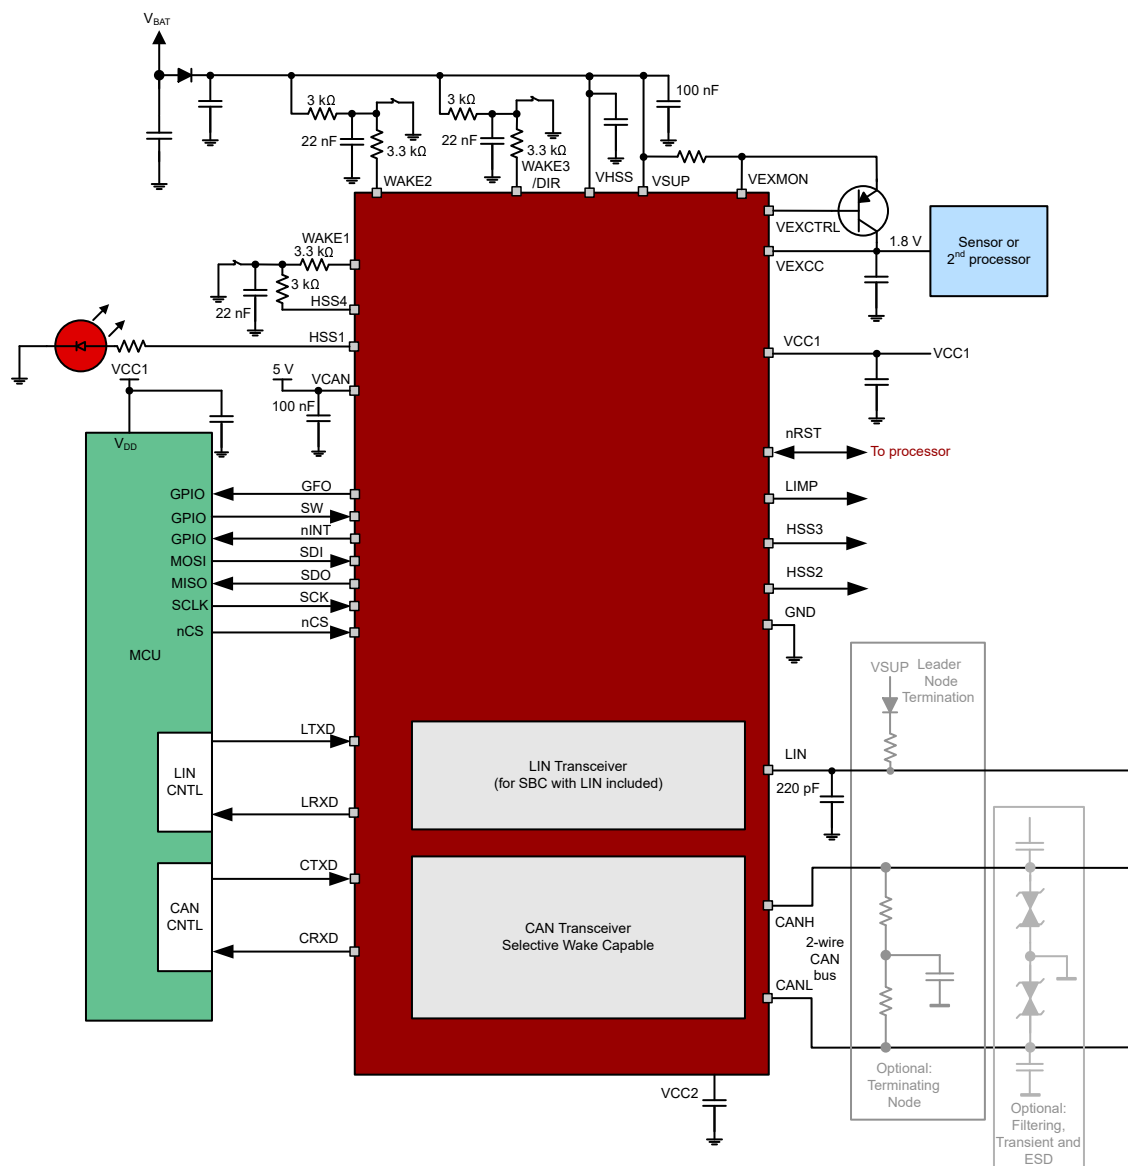 VBAT
3 kΩ
3 kΩ
100 nF
22 nF
3.3 kΩ
22 nF
3.3 kΩ
WAKE2
WAKE3
/DIR
VHSS
VSUP
VEXMON
VEXCTRL
1.8 V
VEXCC
Sensor or
2nd processor
WAKE1
3.3 kΩ
3 kΩ
22 nF
HSS4
HSS1
VCC1
VCC1
VCC1
5 V
VCAN
100 nF
VDD
nRST
To processor
GPIO
GFO
LIMP
GPIO
SW
GPIO
nINT
HSS3
MOSI
SDI
MISO
SDO
HSS2
SCLK
SCK
GND
nCS
nCS
MCU
VSUP
Leader
Node
Termination
LTXD
LIN
CNTL
LRXD
LIN Transceiver
(for SBC with LIN included)
LIN
220 pF
CTXD
CAN
CNTL
CRXD
CAN Transceiver
Selective Wake Capable
CANH
2-wire
CAN
bus
CANL
Optional:
Terminating
Node
VCC2
Optional:
Filtering,
Transient and
ESD